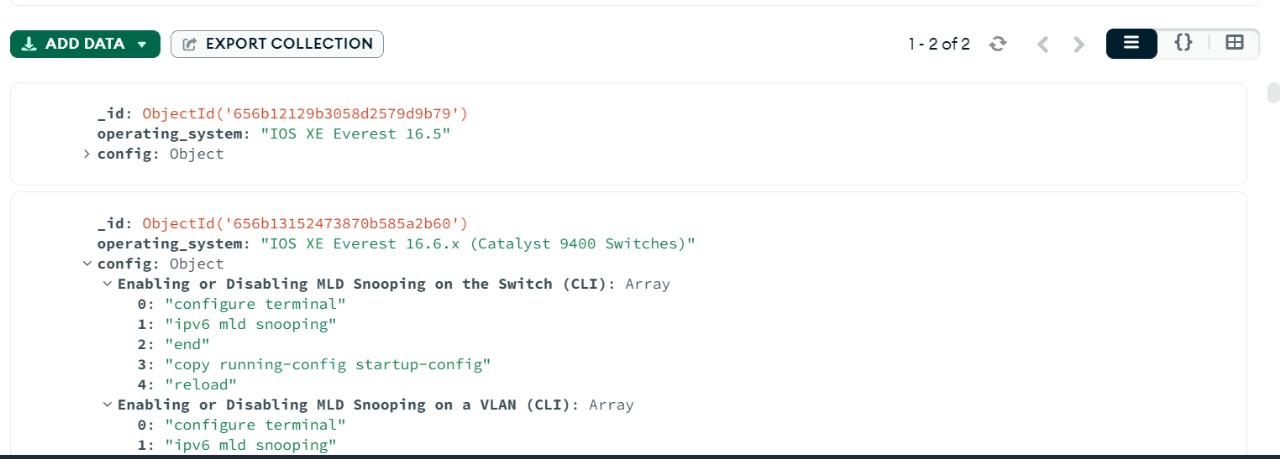 ADD DATA
EXPORT COLLECTION
1 - 2 of 2
{}
_id: ObjectId('656b12129b3058d2579d9b79')
operating_system: "IOS XE Everest 16.5"
config: Object
_id: ObjectId('656b13152473870b585a2b60')
operating_system: "IOS XE Everest 16.6.x (Catalyst 9400 Switches)"
config: Object
Enabling or Disabling MLD Snooping on the Switch (CLI): Array
0: "configure terminal"
1: "ipv6 mld snooping"
2: "end"
3: "copy running-config startup-config"
4: "reload"
Enabling or Disabling MLD Snooping on a VLAN (CLI): Array
0: "configure terminal"
1: "ipv6 mld snooping"